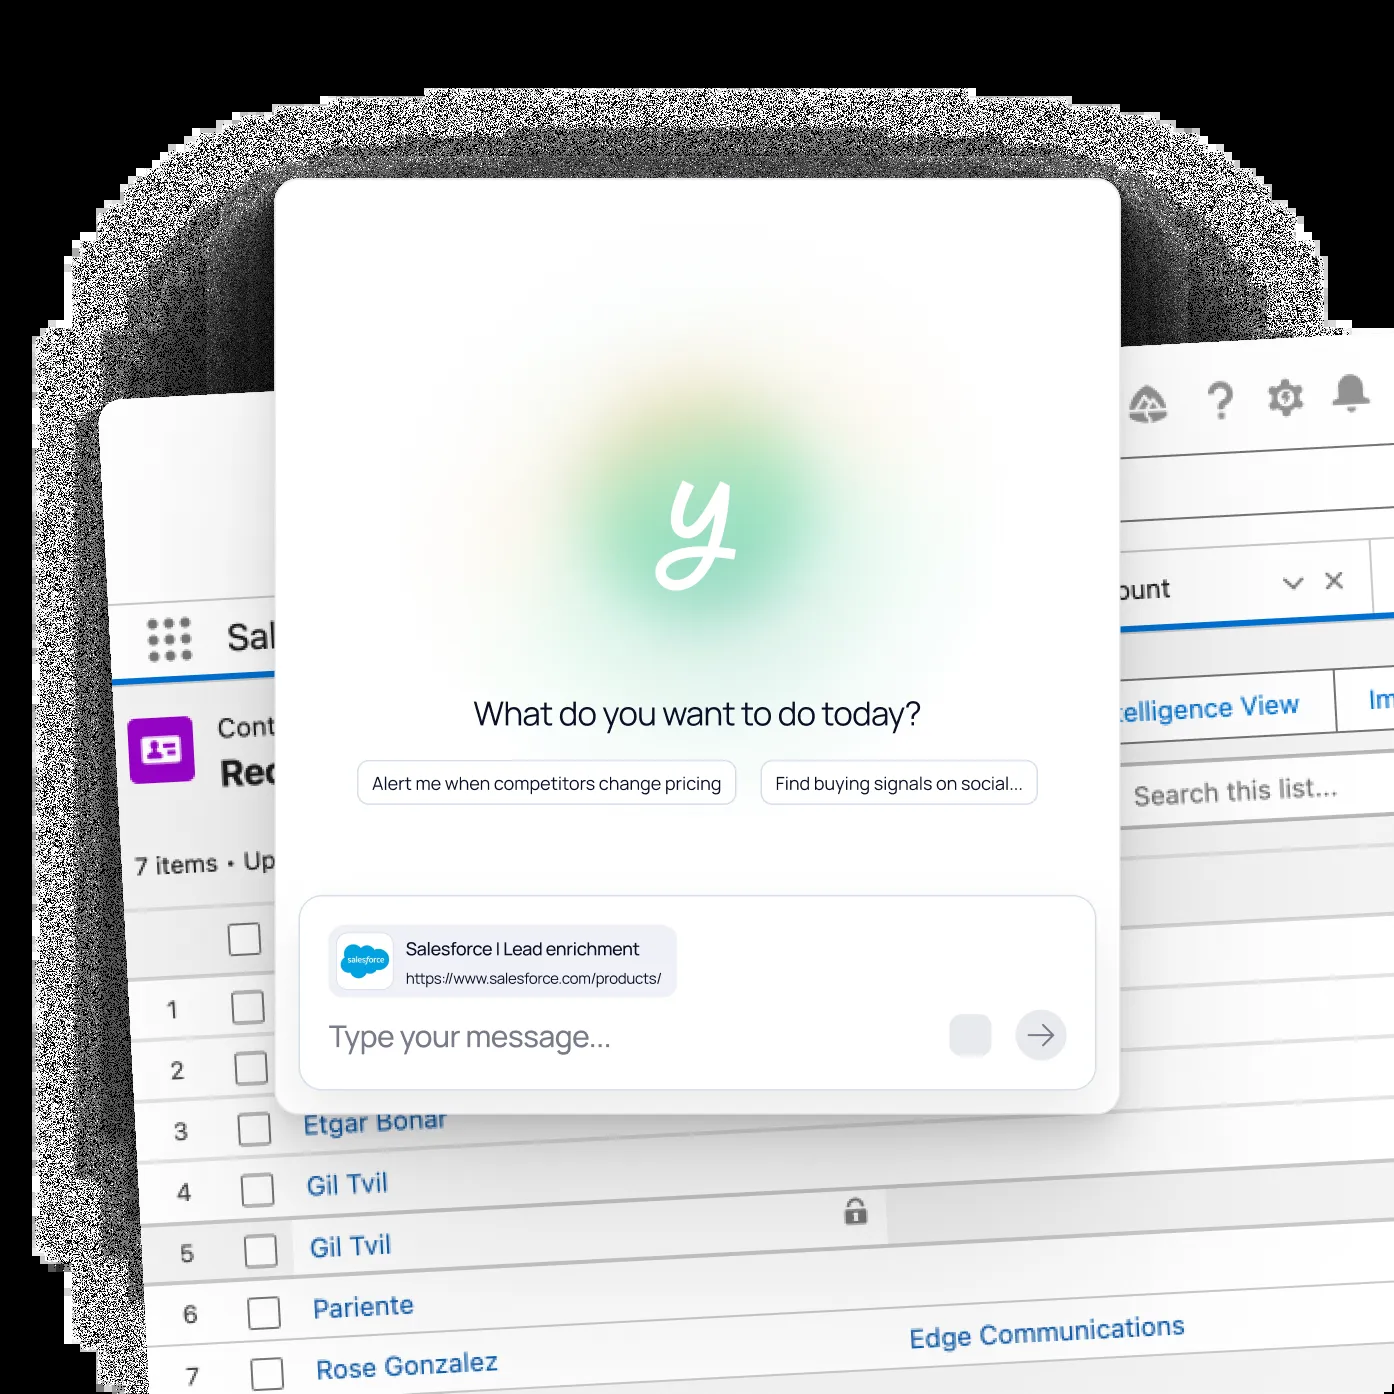 y
What do you want to do today?
Alert me when competitors change pricing
Find buying signals on social...
salesforce
Salesforce | Lead enrichment
https://www.salesforce.com/products/
Type your message...
Sal
ount
Cont
Rec
telligence View
Im
Search this list...
7 items • Up
1
2
3 Etgar Bonar
4 Gil Tvil
5 Gil Tvil
6 Pariente
Edge Communications
7 Rose Gonzalez